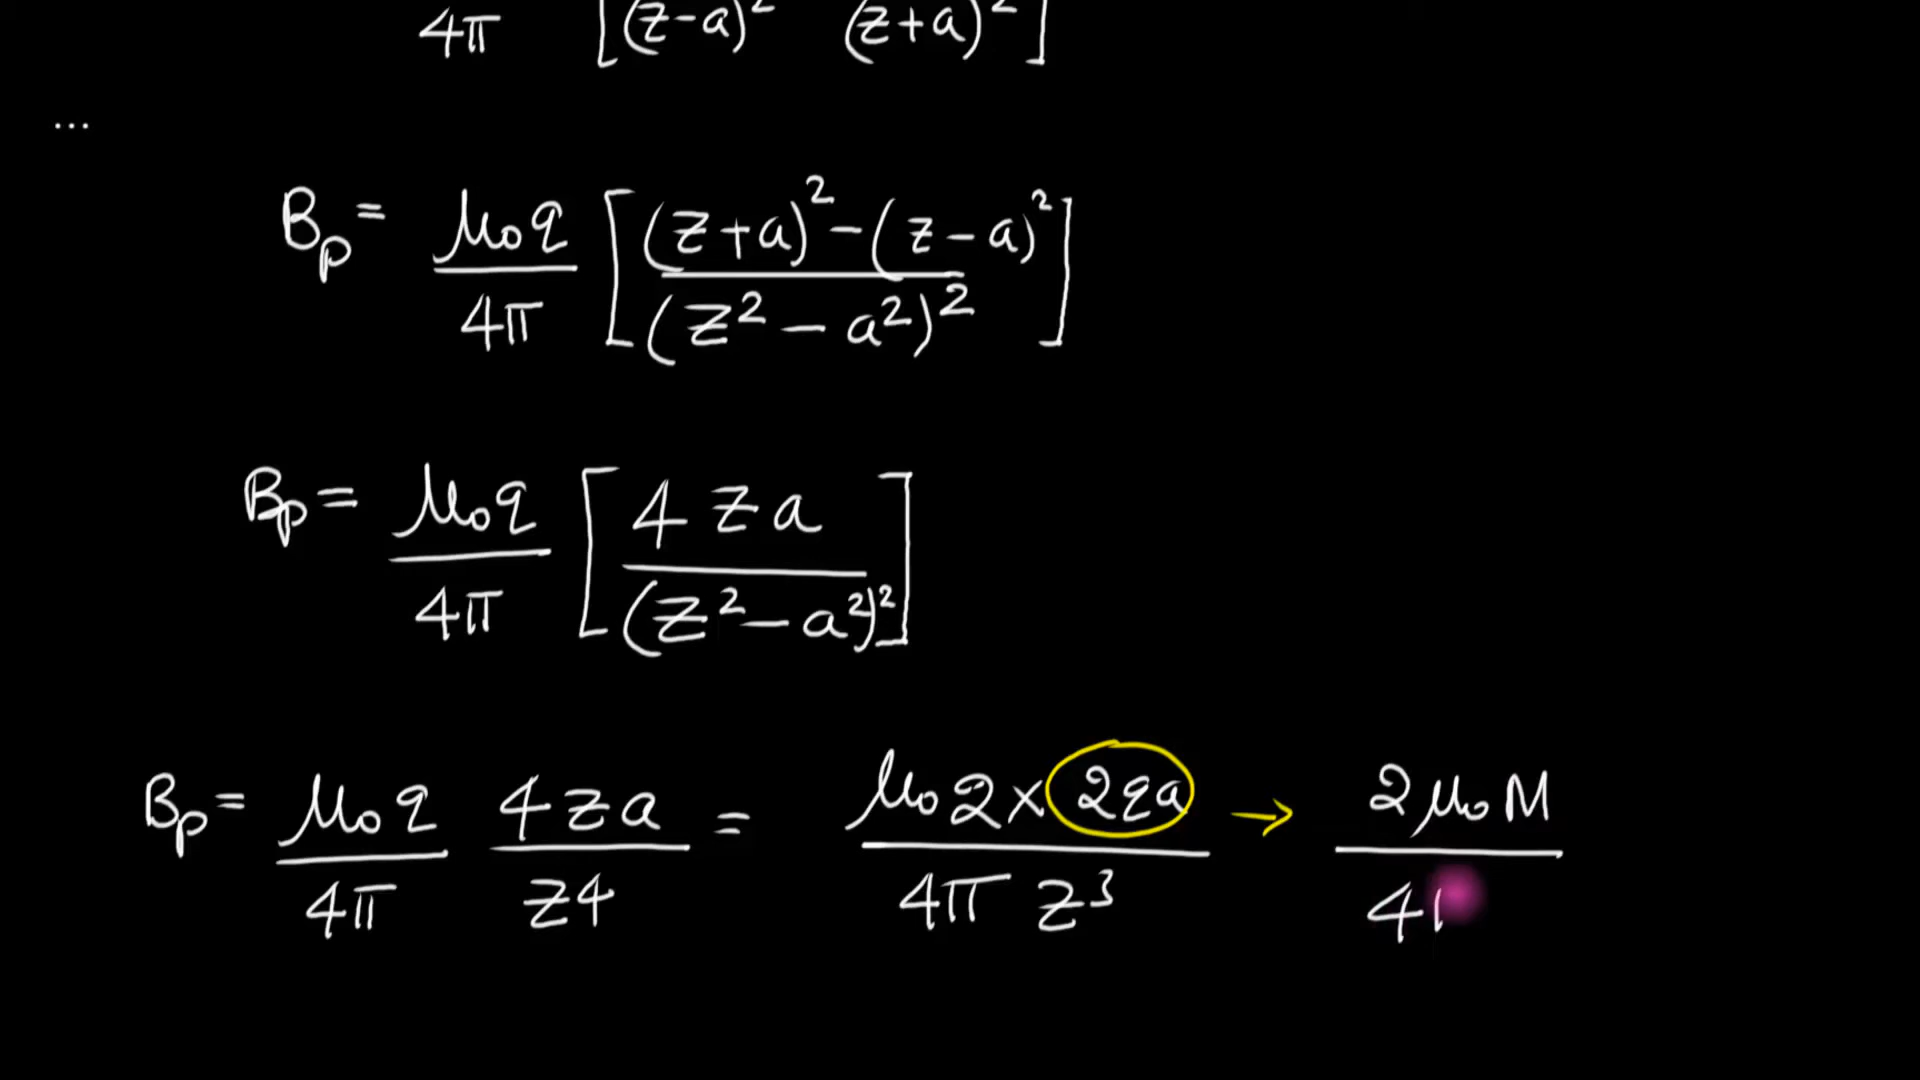 4π [(z-a)² (z+a)²]
...
Bp = μ₀q/4π [(z+a)²-(z-a)²/(z²-a²)²]
Bp = μ₀q/4π [4za/(z²-a²)²]
Bp = μ₀q/4π 4za/z4 = μ₀2×2qa/4π z³ → 2μ₀M/4